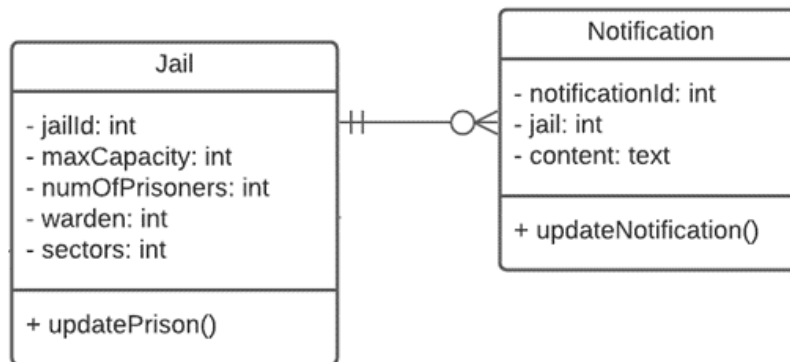 Jail
- jailId: int
- maxCapacity: int
- numOfPrisoners: int
- warden: int
- sectors: int
+ updatePrison()
Notification
- notificationId: int
- jail: int
- content: text
+ updateNotification()